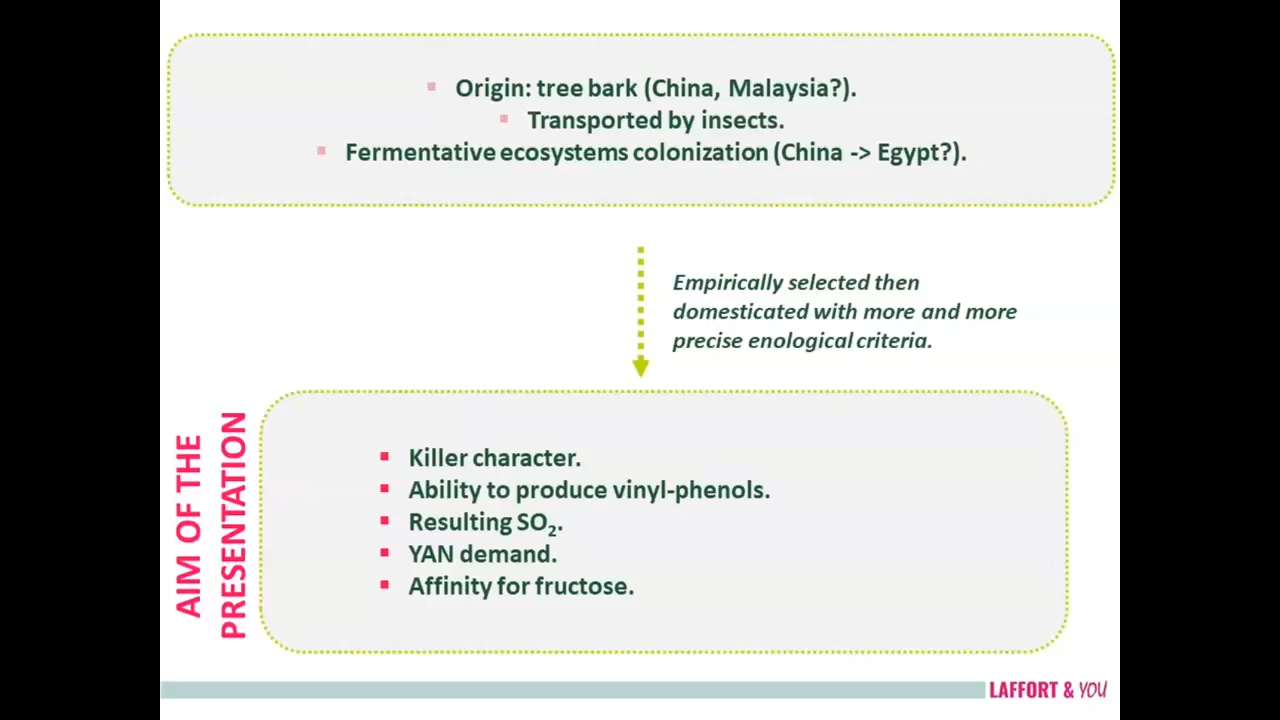 Origin: tree bark (China, Malaysia?).
Transported by insects.
Fermentative ecosystems colonization (China -> Egypt?).
Empirically selected then
domesticated with more and more
precise enological criteria.
AIM OF THE
PRESENTATION
Killer character.
Ability to produce vinyl-phenols.
Resulting SO₂.
YAN demand.
Affinity for fructose.
LAFFORT & YOU